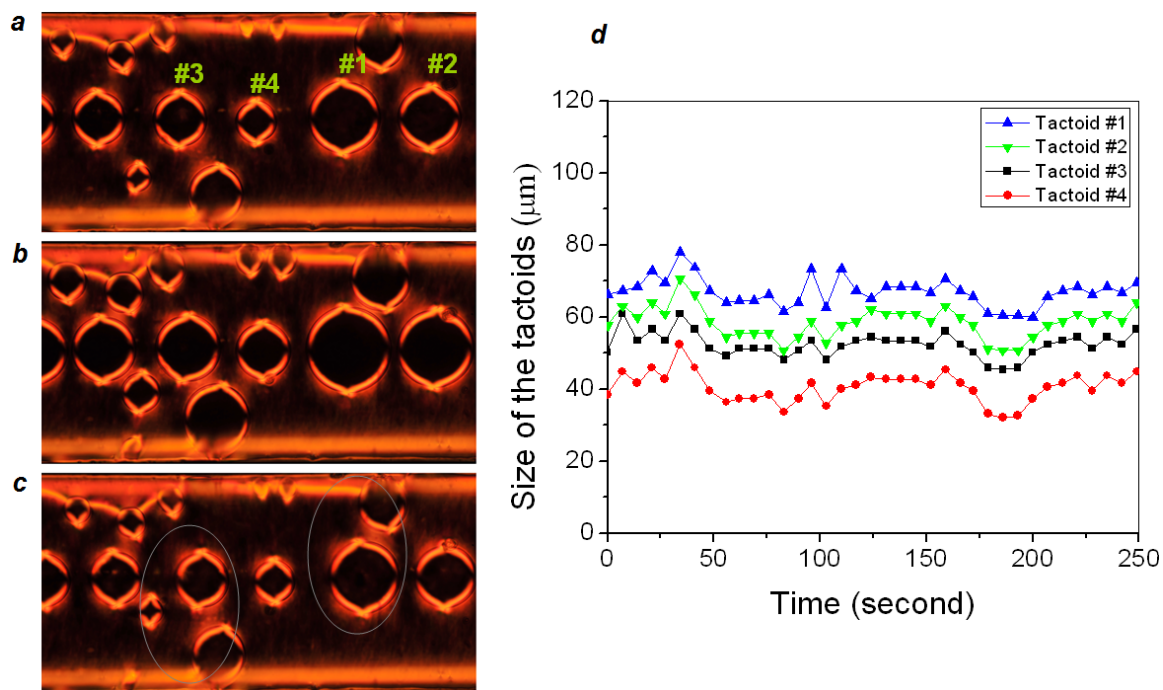 a
#3
#4
#1
#2
b
c
d
120
100
80
60
40
20
0
Size of the tactoids (μm)
Tactoid #1
Tactoid #2
Tactoid #3
Tactoid #4
0 50 100 150 200 250
Time (second)